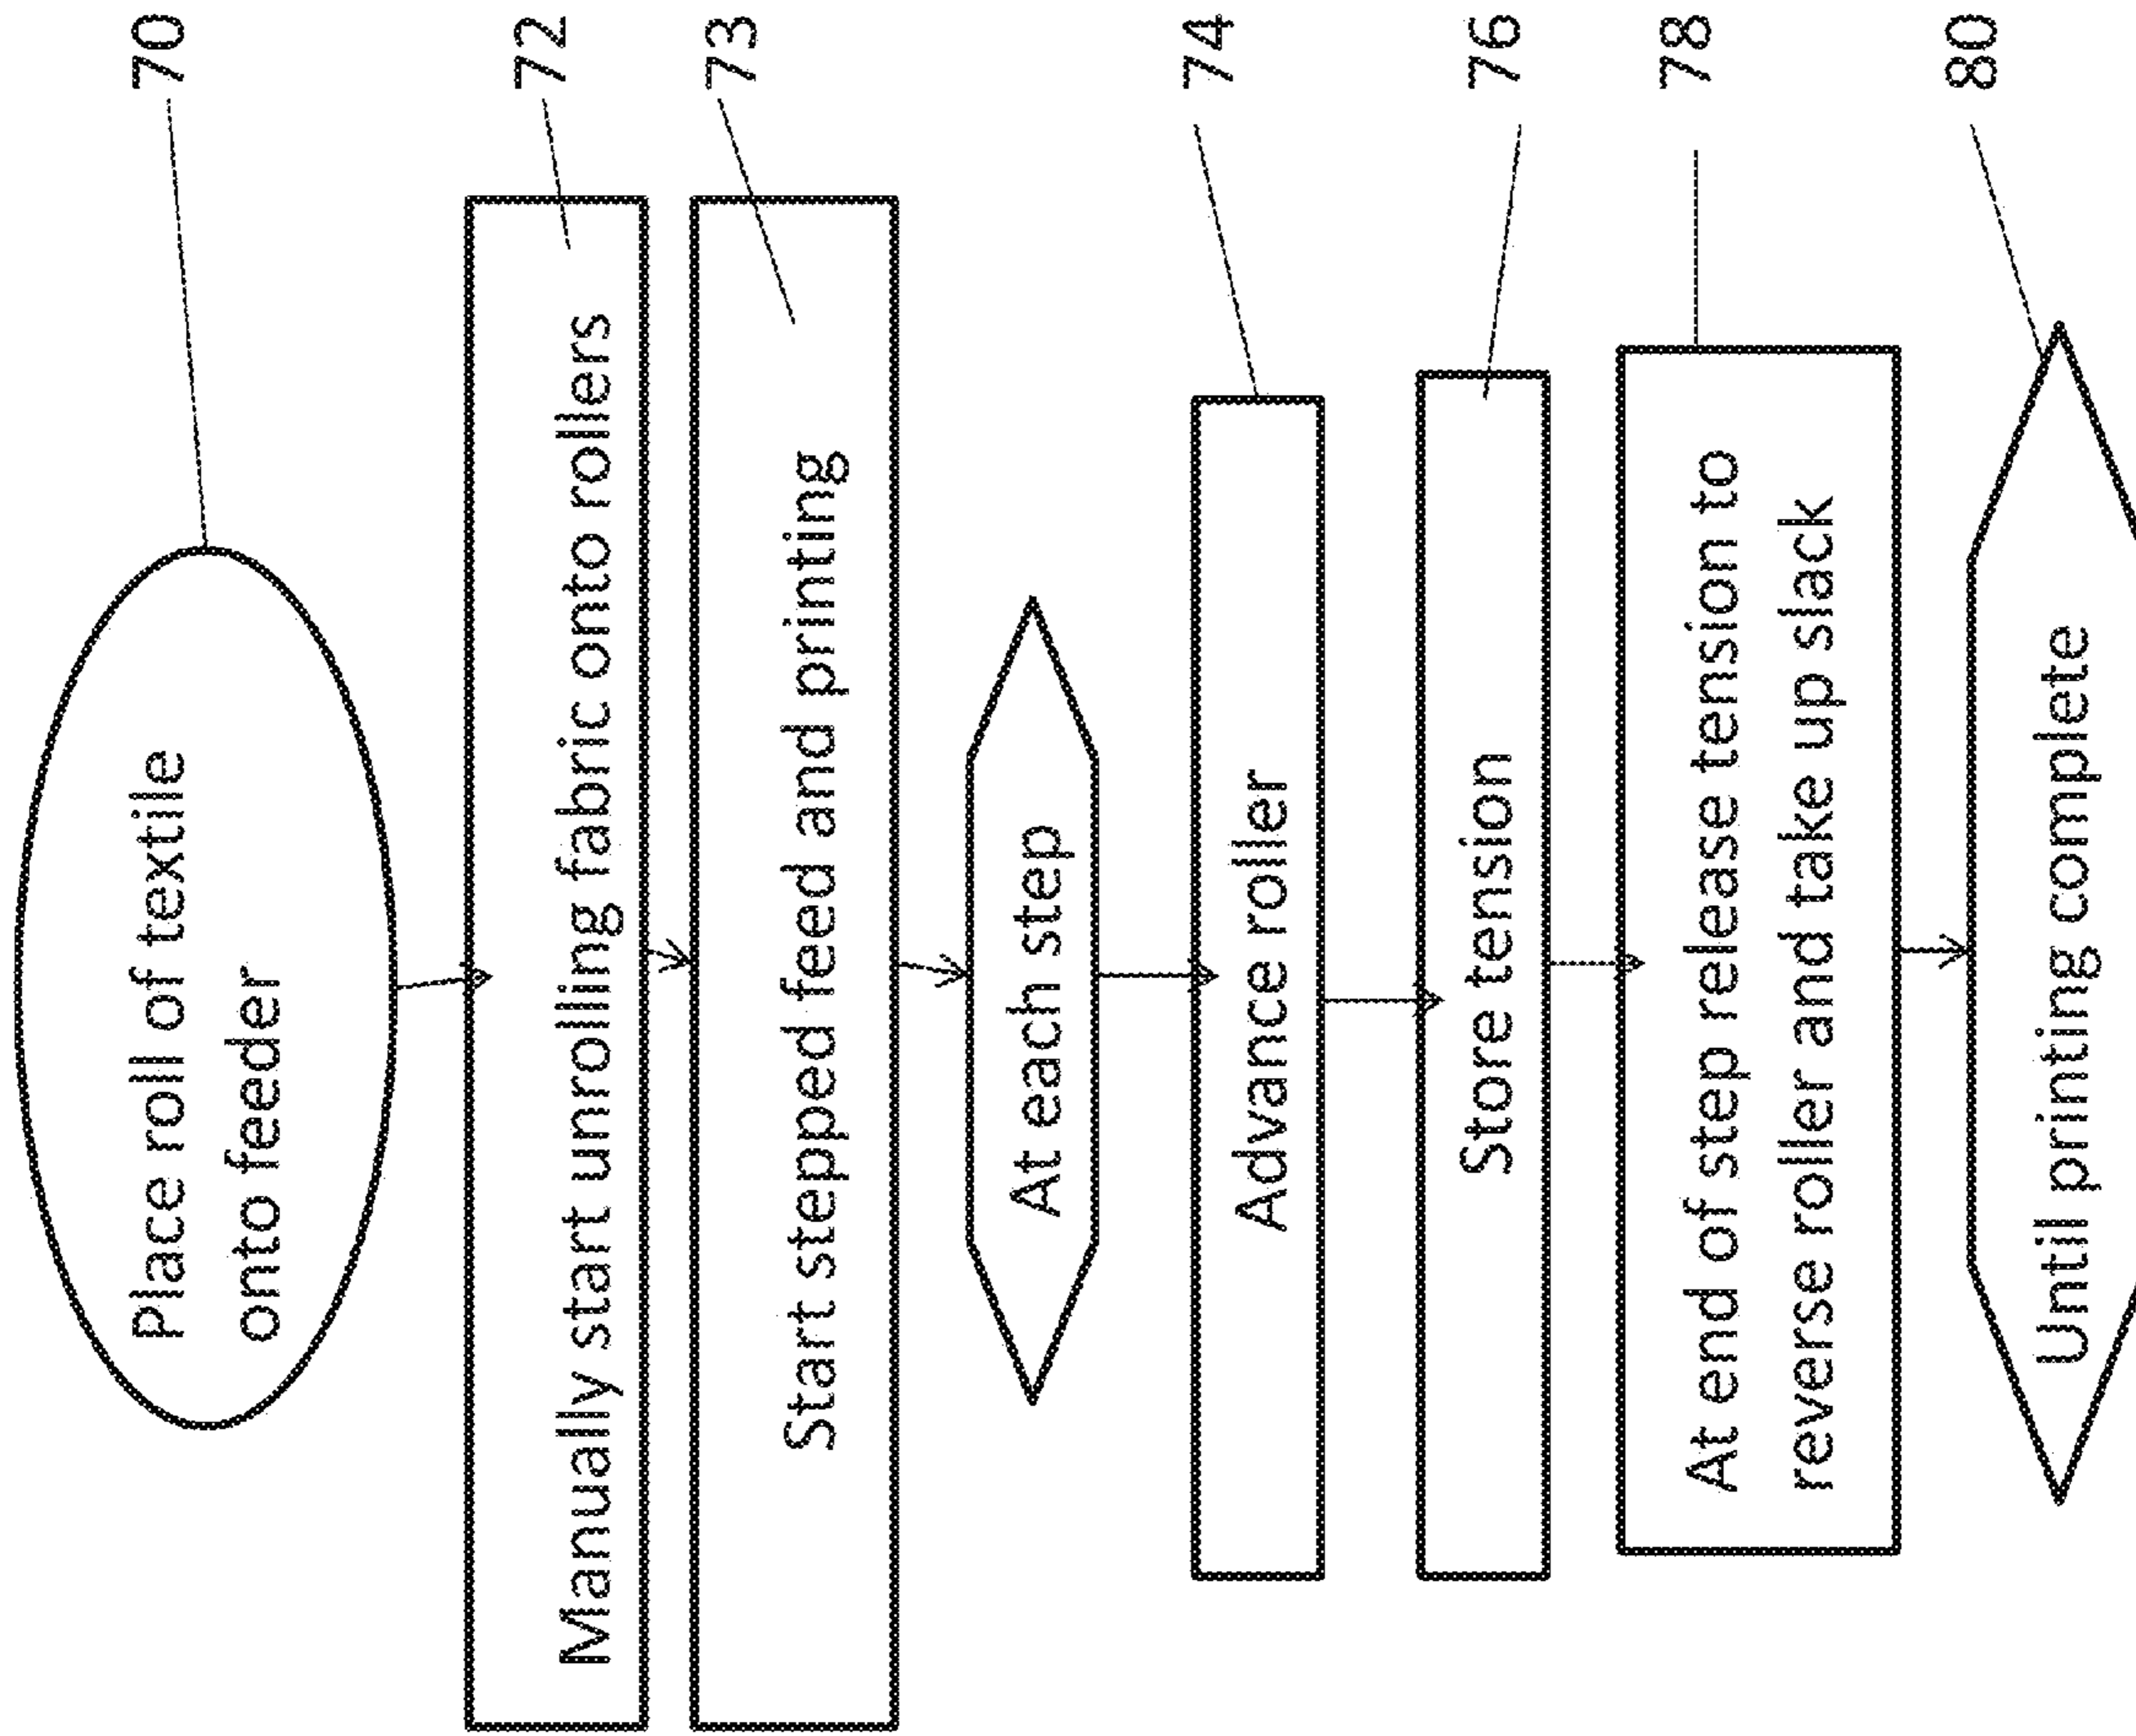 70
Place roll of textile
onto feeder
72
Manually start unrolling fabric onto rollers
73
Start stepped feed and printing
At each step
74
Advance roller
76
Store tension
78
At end of step release tension to
reverse roller and take up slack
80
Until printing complete